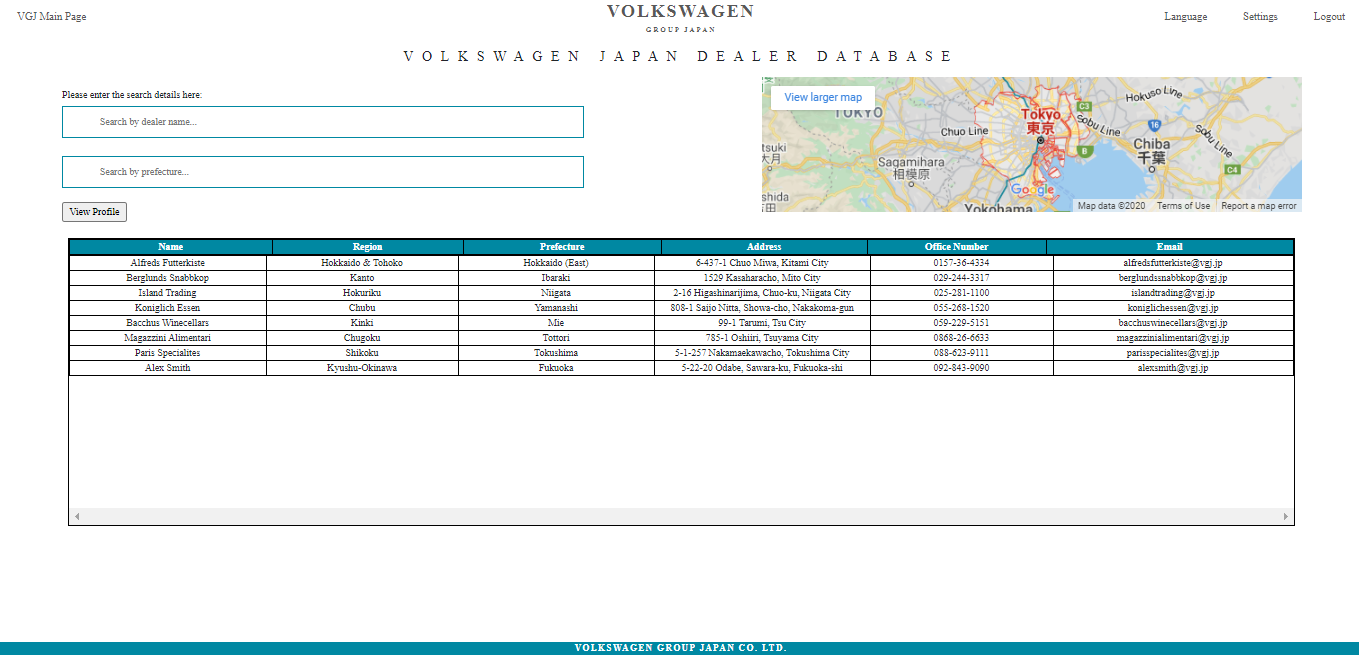 VGJ Main Page
VOLKSWAGEN
GROUP JAPAN
Language Settings Logout
VOLKSWAGEN JAPAN DEALER DATABASE
Please enter the search details here:
Search by dealer name...
Search by prefecture...
View Profile
View larger map
TOKYO
Tokyo
東京
Chuo Line
Sobu Line
Hokuso Line
Sobu Line
C3
16
B
C4
Chiba
千葉
tsuki
大月
Sagamihara
相模原
shida
吉田
Yokohama
Google
Map data ©2020 Terms of Use Report a map error
Name Region Prefecture Address Office Number Email
Alfreds Futterkiste Hokkaido & Tohoko Hokkaido (East) 6-437-1 Chuo Miwa, Kitami City 0157-36-4334 alfredsfutterkiste@vgj.jp
Berglunds Snabbkop Kanto Ibaraki 1529 Kasaharacho, Mito City 029-244-3317 berglundssnabbkop@vgj.jp
Island Trading Hokuriku Niigata 2-16 Higashinarijima, Chuo-ku, Niigata City 025-281-1100 islandtrading@vgj.jp
Koniglich Essen Chubu Yamanashi 808-1 Saijo Nitta, Showa-cho, Nakakoma-gun 055-268-1520 koniglichessen@vgj.jp
Bacchus Winecellars Kinki Mie 99-1 Tarumi, Tsu City 059-229-5151 bacchuswinecellars@vgj.jp
Magazzini Alimentari Chugoku Tottori 785-1 Oshiiri, Tsuyama City 0868-26-6633 magazzinialimentari@vgj.jp
Paris Specialites Shikoku Tokushima 5-1-257 Nakamaekawacho, Tokushima City 088-623-9111 parisspecialites@vgj.jp
Alex Smith Kyushu-Okinawa Fukuoka 5-22-20 Odabe, Sawara-ku, Fukuoka-shi 092-843-9090 alexsmith@vgj.jp
VOLKSWAGEN GROUP JAPAN CO. LTD.